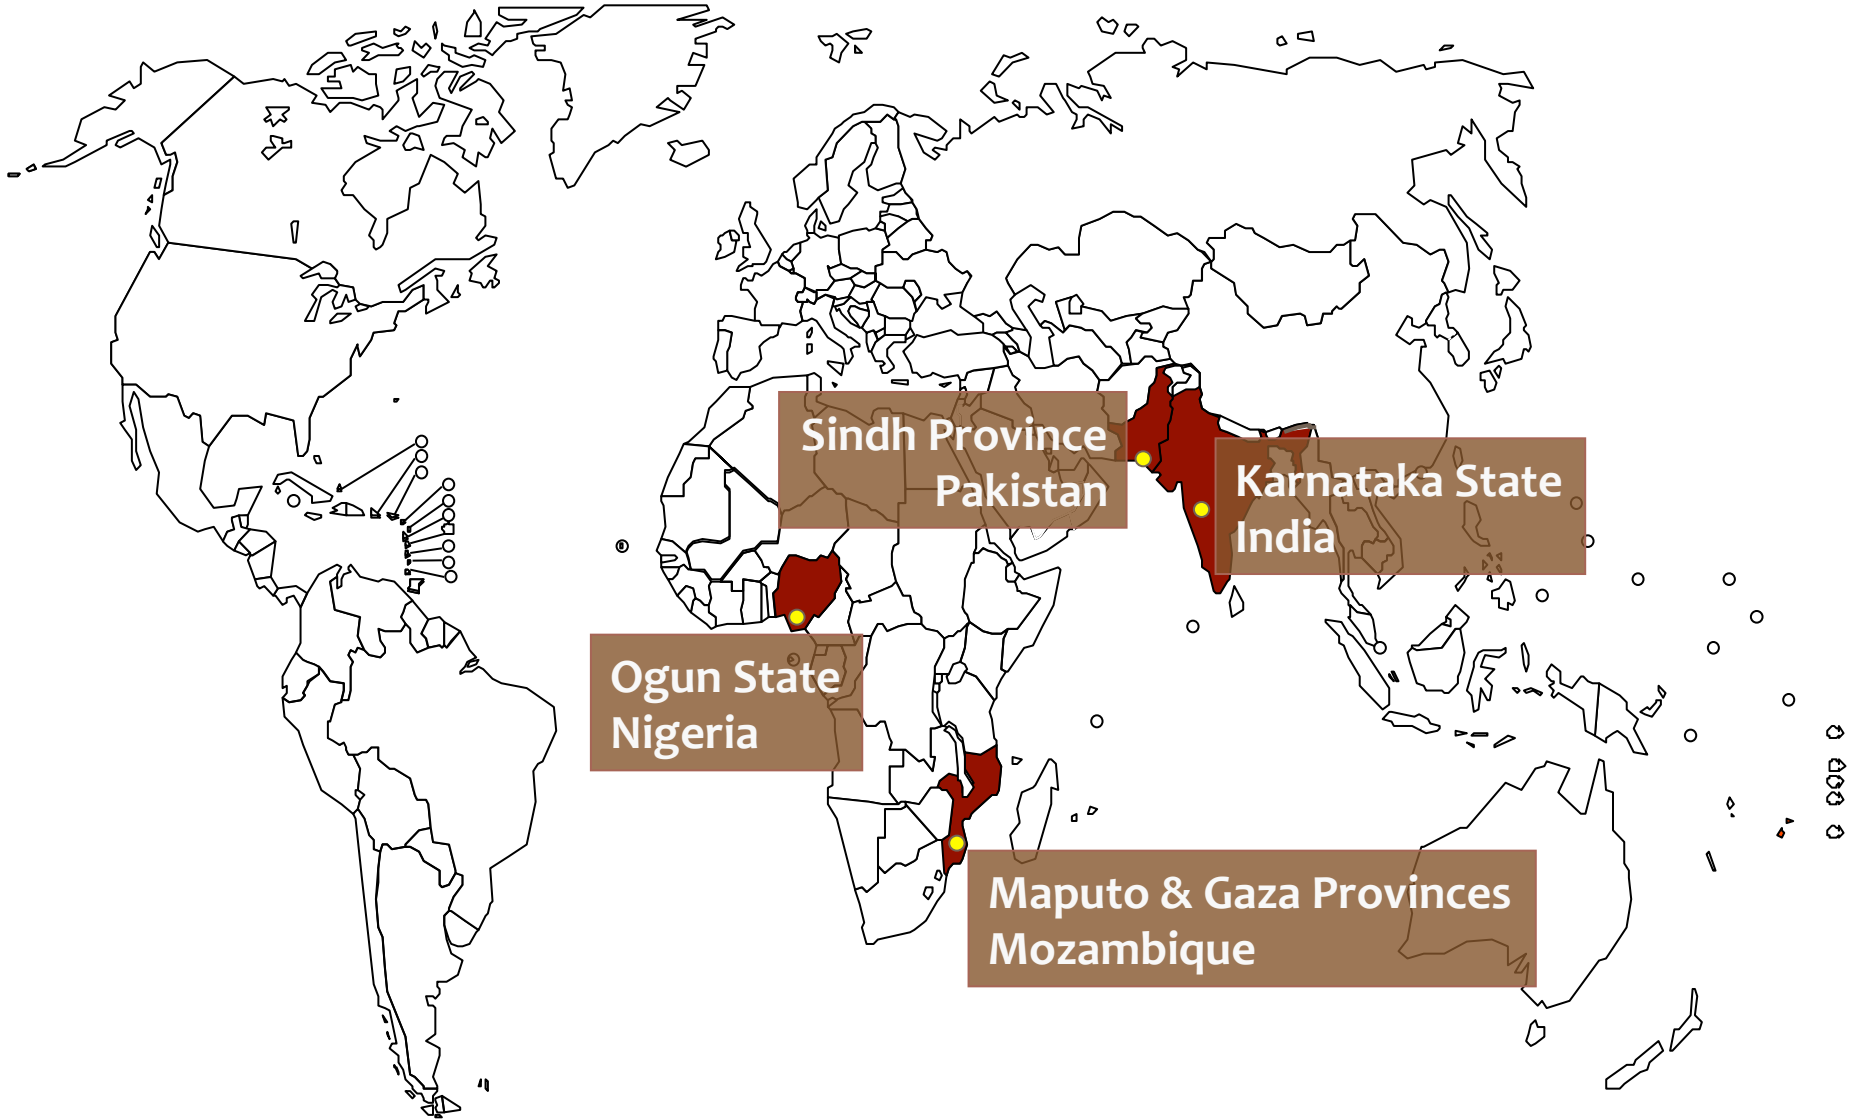 Sindh Province
Pakistan
Karnataka State
India
Ogun State
Nigeria
Maputo & Gaza Provinces
Mozambique